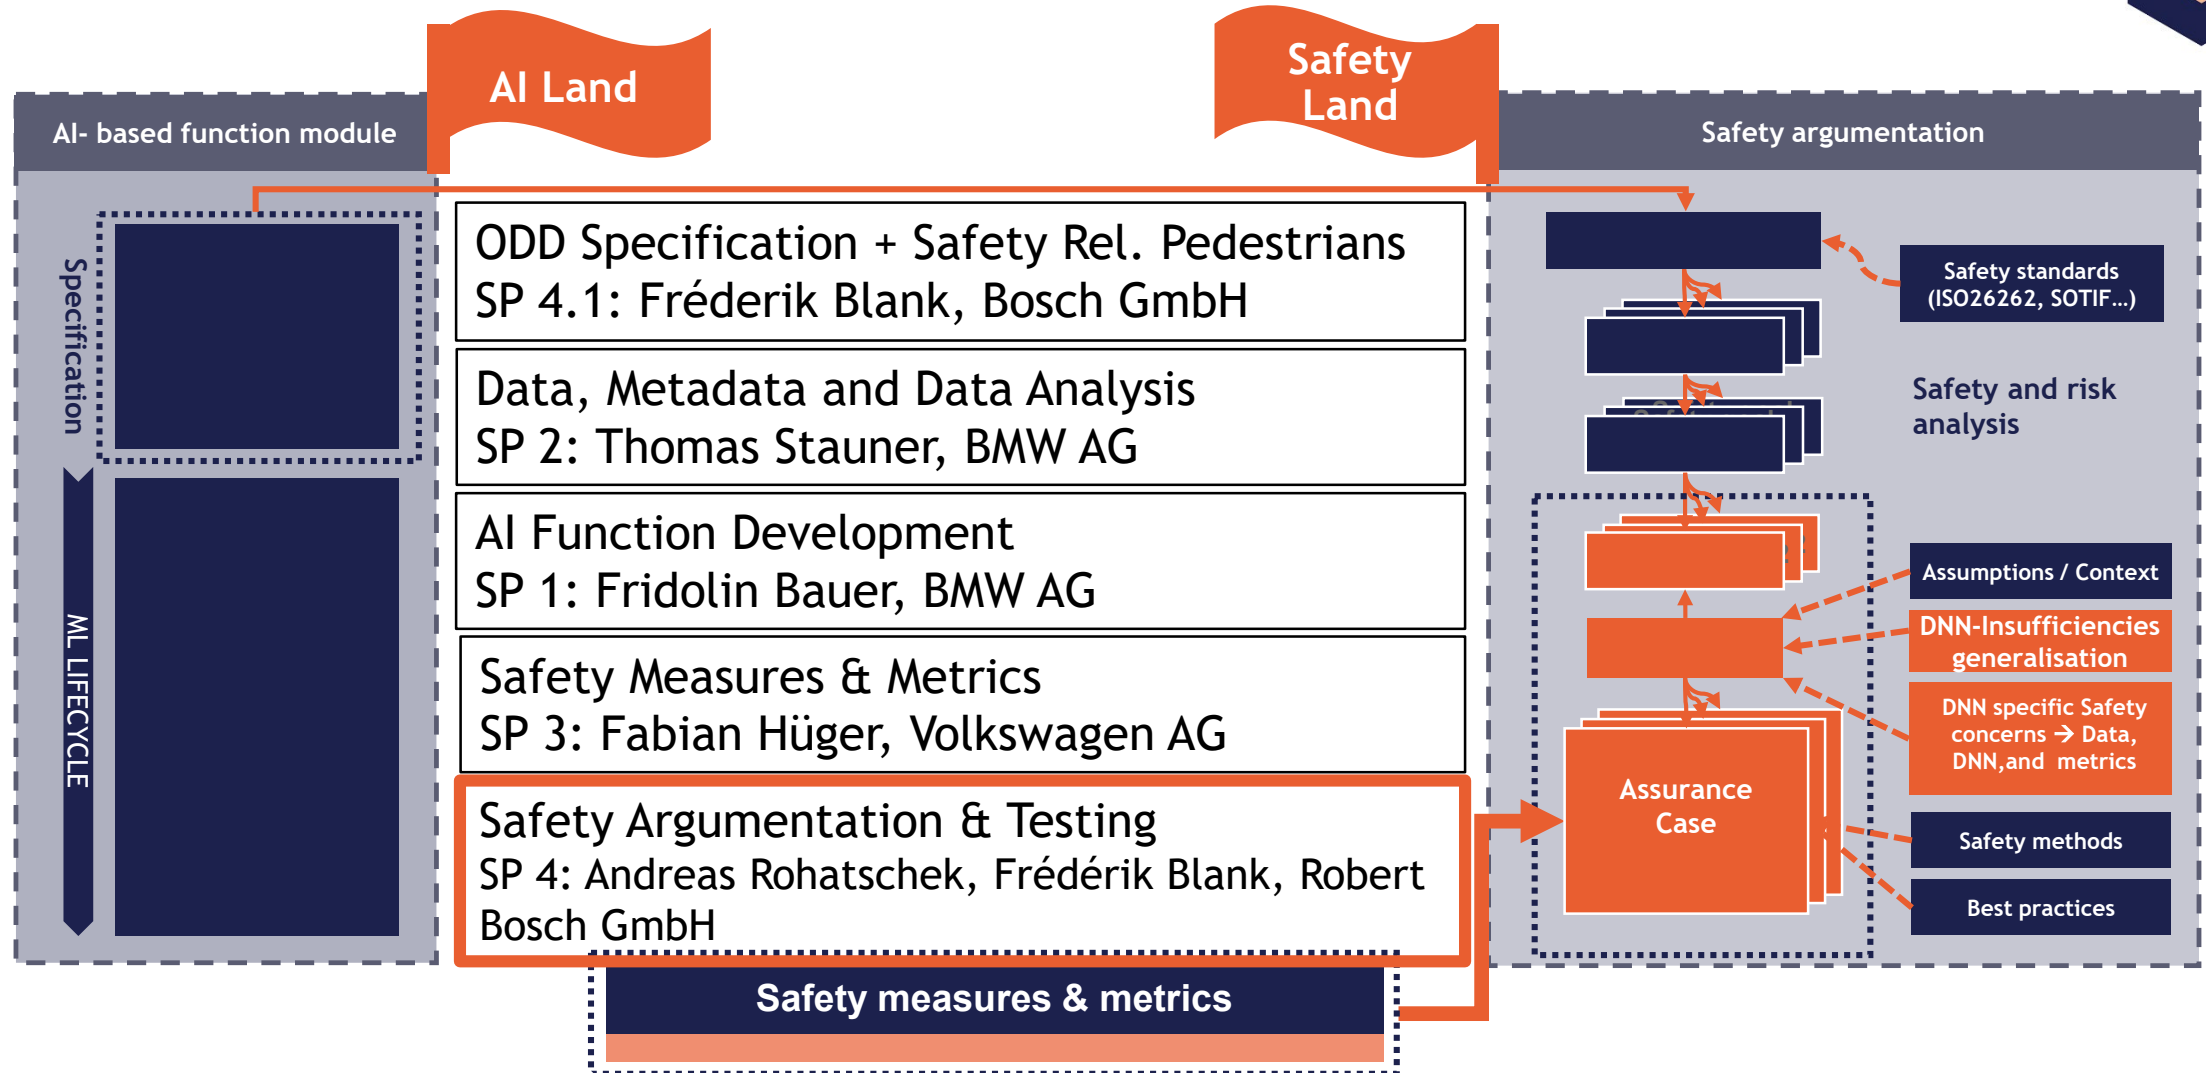 AI Land
Safety
Land
AI- based function module
Safety argumentation
Specification
ML LIFECYCLE
ODD Specification + Safety Rel. Pedestrians
SP 4.1: Fréderik Blank, Bosch GmbH
Data, Metadata and Data Analysis
SP 2: Thomas Stauner, BMW AG
AI Function Development
SP 1: Fridolin Bauer, BMW AG
Safety Measures & Metrics
SP 3: Fabian Hüger, Volkswagen AG
Safety Argumentation & Testing
SP 4: Andreas Rohatschek, Frédérik Blank, Robert
Bosch GmbH
Safety measures & metrics
Safety standards
(ISO26262, SOTIF…)
Safety and risk
analysis
Assumptions / Context
DNN-Insufficiencies
generalisation
DNN specific Safety
concerns → Data,
DNN,and metrics
Assurance
Case
Safety methods
Best practices